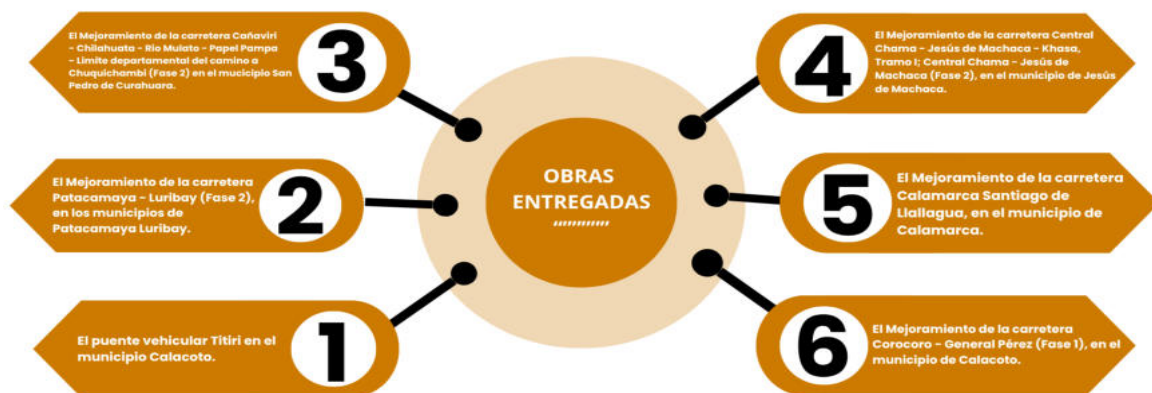 El Mejoramiento de la carretera Cañaviri
- Chilahuata - Rio Mulato - Papel Pampa
- Limite departamental del camino a
Chuquichambi (Fase 2) en el mucicipio San
Pedro de Curahuara.
3
4
El Mejoramiento de la carretera Central
Chama - Jesús de Machaca - Khasa,
Tramo I; Central Chama - Jesús de
Machaca (Fase 2), en el municipio de Jesús
de Machaca.
El Mejoramiento de la carretera
Patacamaya - Luribay (Fase 2),
en los municipios de
Patacamaya Luribay.
2
OBRAS
ENTREGADAS
5
El Mejoramiento de la carretera
Calamarca Santiago de
Llallagua, en el municipio de
Calamarca.
El puente vehicular Titiri en el
municipio Calacoto.
1
6
El Mejoramiento de la carretera
Corocoro - General Pérez (Fase 1), en el
municipio de Calacoto.